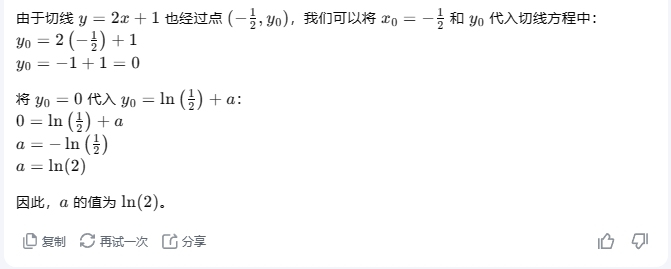 由于切线 $y = 2x + 1$ 也经过点 $(-\frac{1}{2}, y_0)$，我们可以将 $x_0 = -\frac{1}{2}$ 和 $y_0$ 代入切线方程中：
$y_0 = 2\left(-\frac{1}{2}\right) + 1$
$y_0 = -1 + 1 = 0$
将 $y_0 = 0$ 代入 $y_0 = \ln\left(\frac{1}{2}\right) + a$：
$0 = \ln\left(\frac{1}{2}\right) + a$
$a = -\ln\left(\frac{1}{2}\right)$
$a = \ln(2)$
因此，$a$ 的值为 $\ln(2)$。
复制 再试一次 分享